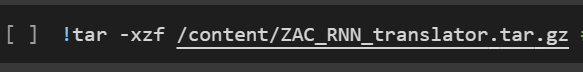 [ ] !tar -xzf /content/ZAC_RNN_translator.tar.gz